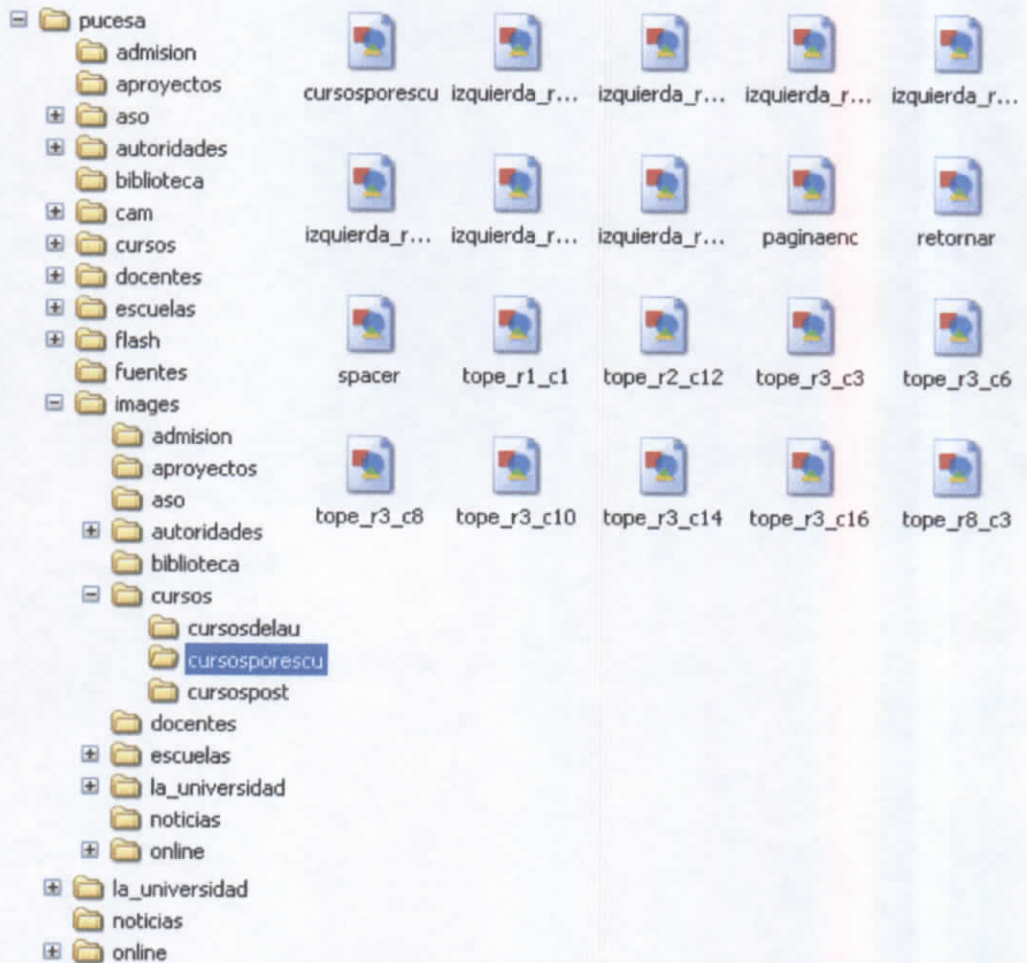 pucesa
admision
aproyectos
aso
autoridades
biblioteca
cam
cursos
docentes
escuelas
flash
fuentes
images
admision
aproyectos
aso
autoridades
biblioteca
cursos
cursosdelau
cursosporescu
cursospost
docentes
escuelas
la_universidad
noticias
online
la_universidad
noticias
online
cursosporescu izquierda_r... izquierda_r... izquierda_r... izquierda_r...
izquierda_r... izquierda_r... izquierda_r... paginaenc retornar
spacer tope_r1_c1 tope_r2_c12 tope_r3_c3 tope_r3_c6
tope_r3_c8 tope_r3_c10 tope_r3_c14 tope_r3_c16 tope_r8_c3